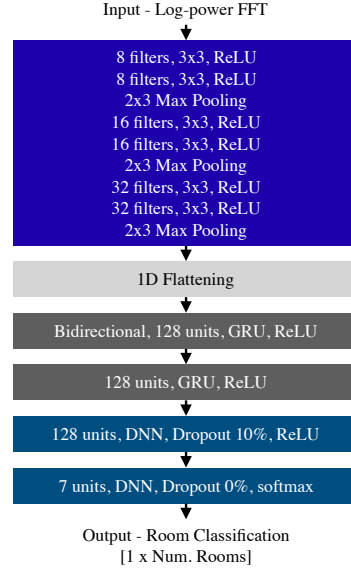 Input - Log-power FFT
8 filters, 3x3, ReLU
8 filters, 3x3, ReLU
2x3 Max Pooling
16 filters, 3x3, ReLU
16 filters, 3x3, ReLU
2x3 Max Pooling
32 filters, 3x3, ReLU
32 filters, 3x3, ReLU
2x3 Max Pooling
1D Flattening
Bidirectional, 128 units, GRU, ReLU
128 units, GRU, ReLU
128 units, DNN, Dropout 10%, ReLU
7 units, DNN, Dropout 0%, softmax
Output - Room Classification
[1 x Num. Rooms]